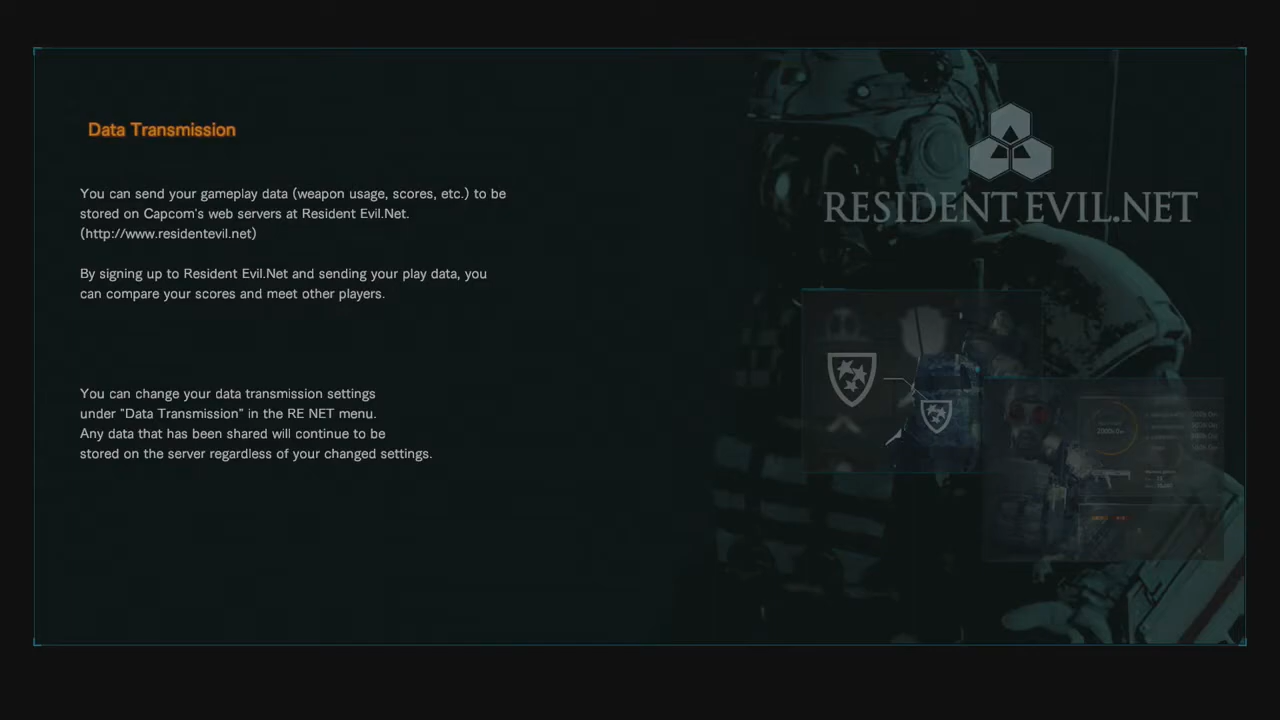 Data Transmission
RESIDENT EVIL.NET
You can send your gameplay data (weapon usage, scores, etc.) to be
stored on Capcom's web servers at Resident Evil.Net.
(http://www.residentevil.net)
By signing up to Resident Evil.Net and sending your play data, you
can compare your scores and meet other players.
You can change your data transmission settings
under "Data Transmission" in the RE NET menu.
Any data that has been shared will continue to be
stored on the server regardless of your changed settings.